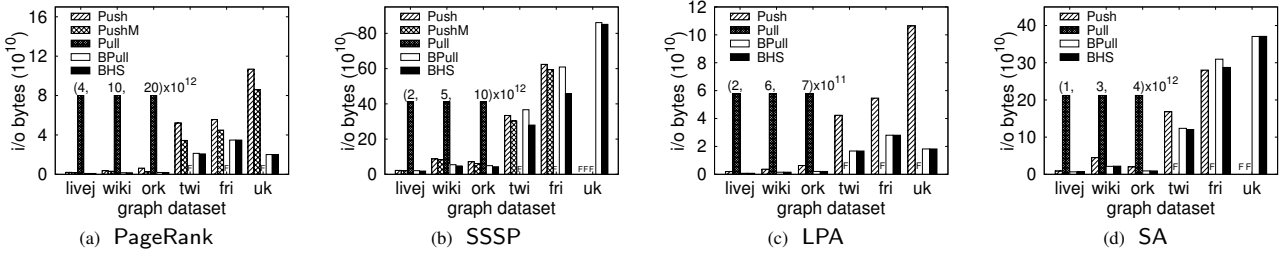 16
12
8
4
0
i/o bytes (10^10)
Push
PushM
Pull
BPull
BHS
(4, 10, 20)x10^12
F F F
livej wiki ork twi fri uk
graph dataset
(a) PageRank
80
60
40
20
0
i/o bytes (10^10)
Push
PushM
Pull
BPull
BHS
(2, 5, 10)x10^12
F F FFF
livej wiki ork twi fri uk
graph dataset
(b) SSSP
12
10
8
6
4
2
0
i/o bytes (10^10)
Push
Pull
BPull
BHS
(2, 6, 7)x10^11
F F F
livej wiki ork twi fri uk
graph dataset
(c) LPA
40
30
20
10
0
i/o bytes (10^10)
Push
Pull
BPull
BHS
(1, 3, 4)x10^12
F F F F
livej wiki ork twi fri uk
graph dataset
(d) SA